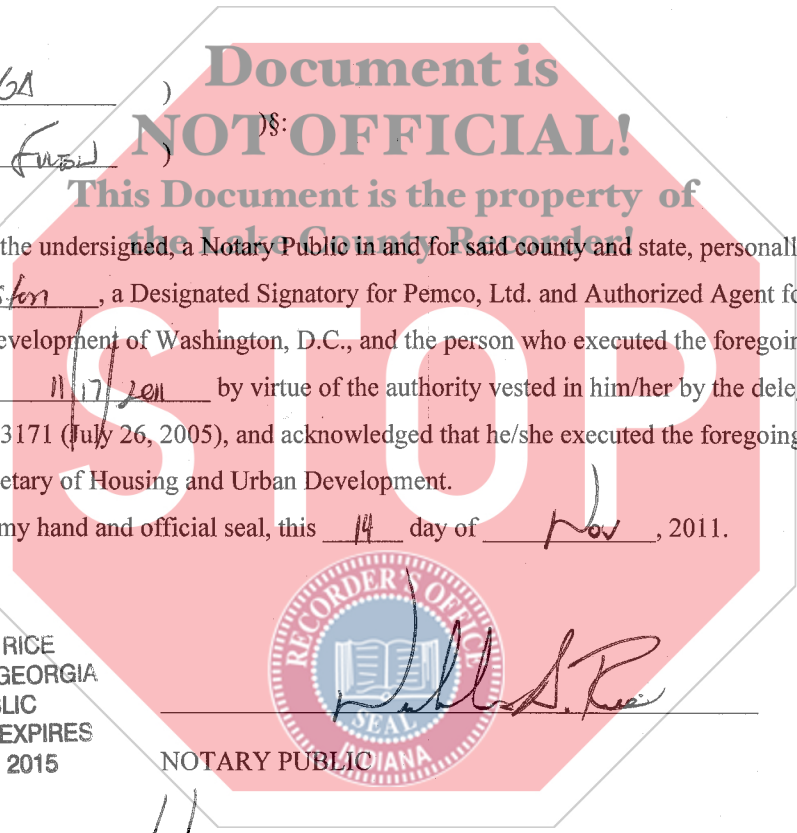 Document is
GA )
NOT OFFICIAL! )§:
Fulton )
This Document is the property of
the Lake County Recorder!
the undersigned, a Notary Public in and for said county and state, personall
, a Designated Signatory for Pemco, Ltd. and Authorized Agent fo
evelopment of Washington, D.C., and the person who executed the foregoin
11/17/2011 by virtue of the authority vested in him/her by the dele
3171 (July 26, 2005), and acknowledged that he/she executed the foregoing
etary of Housing and Urban Development.
STOP
my hand and official seal, this 14 day of Nov, 2011.
RECORDER'S OFFICE
SEAL
INDIANA
RICE
GEORGIA
LIC
EXPIRES
2015
NOTARY PUBLIC